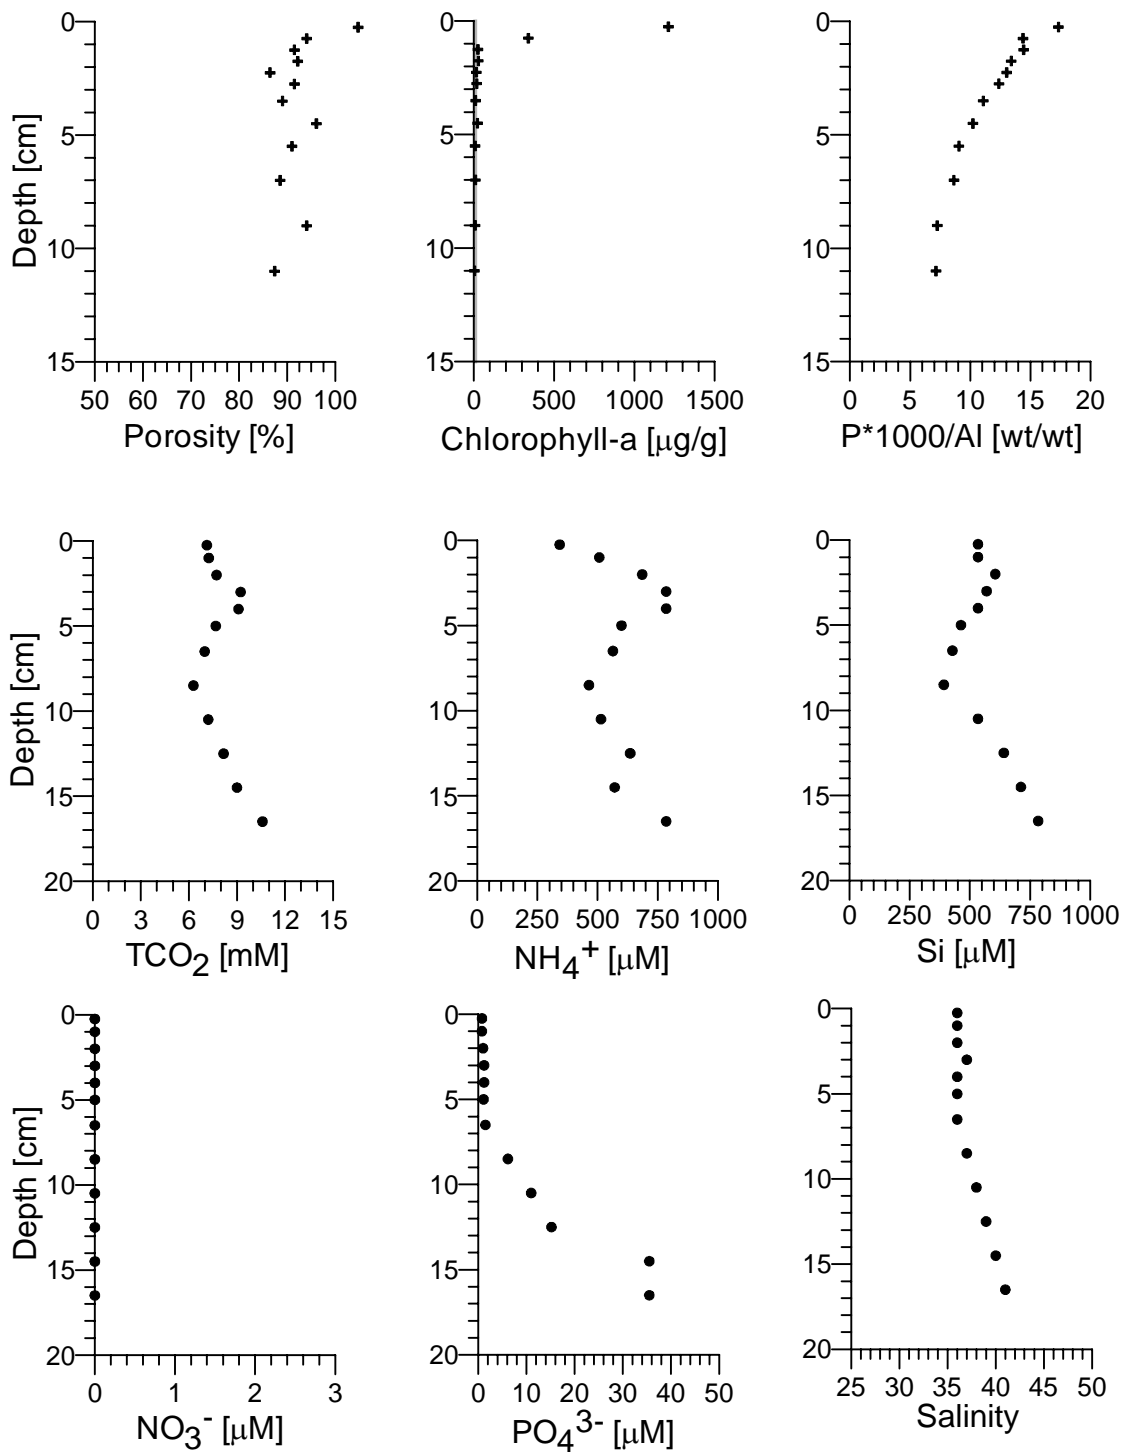 0
5
10
15
Depth [cm]
50 60 70 80 90 100
Porosity [%]
0
5
10
15
0 500 1000 1500
Chlorophyll-a [μg/g]
0
5
10
15
0 5 10 15 20
P*1000/Al [wt/wt]
0
5
10
15
20
Depth [cm]
0 3 6 9 12 15
TCO2 [mM]
0
5
10
15
20
0 250 500 750 1000
NH4+ [μM]
0
5
10
15
20
0 250 500 750 1000
Si [μM]
0
5
10
15
20
Depth [cm]
0 1 2 3
NO3- [μM]
0
5
10
15
20
0 10 20 30 40 50
PO43- [μM]
0
5
10
15
20
25 30 35 40 45 50
Salinity